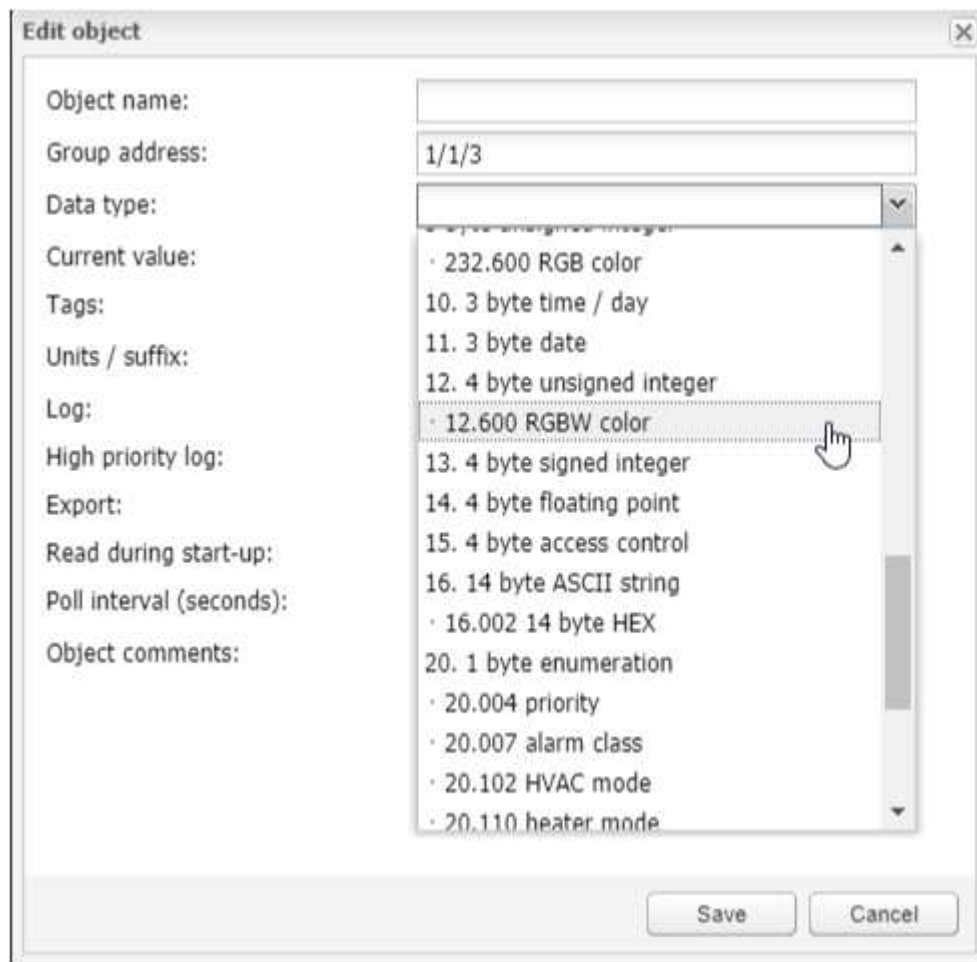 Edit object
Object name:
Group address: 1/1/3
Data type:
Current value:
Tags:
Units / suffix:
Log:
High priority log:
Export:
Read during start-up:
Poll interval (seconds):
Object comments:
byte unsigned integer
· 232.600 RGB color
10. 3 byte time / day
11. 3 byte date
12. 4 byte unsigned integer
· 12.600 RGBW color
13. 4 byte signed integer
14. 4 byte floating point
15. 4 byte access control
16. 14 byte ASCII string
· 16.002 14 byte HEX
20. 1 byte enumeration
· 20.004 priority
· 20.007 alarm class
· 20.102 HVAC mode
· 20.110 heater mode
Save Cancel